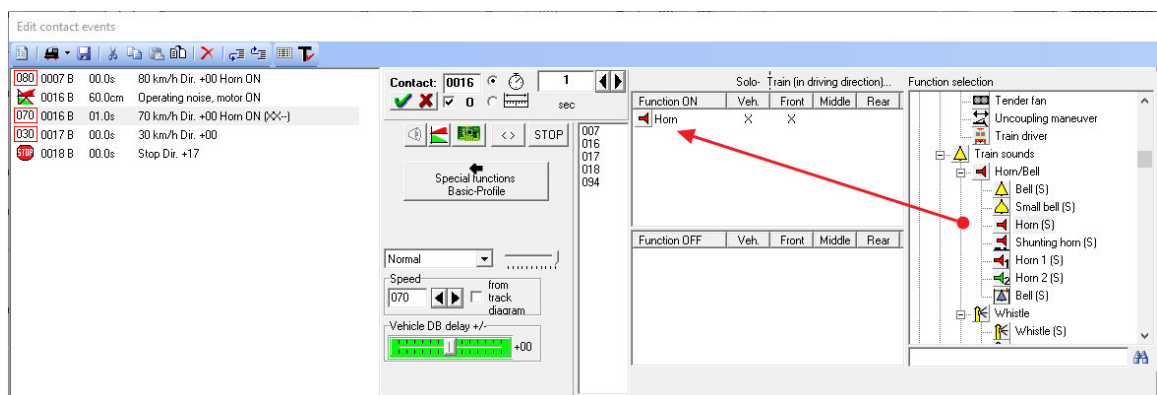 Edit contact events
080 0007 B 00.0s 80 km/h Dir. +00 Horn ON
0016 B 60.0cm Operating noise, motor ON
070 0016 B 01.0s 70 km/h Dir. +00 Horn ON (XX--)
030 0017 B 00.0s 30 km/h Dir. +00
STOP 0018 B 00.0s Stop Dir. +17
Contact: 0016 1
0 sec
< > STOP
Special functions
Basic-Profile
Normal
Speed
070 from
track
diagram
Vehicle DB delay +/-
+00
007
016
017
018
094
Solo- Train (in driving direction)...
Function ON Veh. Front Middle Rear
Horn X X
Function OFF Veh. Front Middle Rear
Function selection
Tender fan
Uncoupling maneuver
Train driver
Train sounds
Horn/Bell
Bell (S)
Small bell (S)
Horn (S)
Shunting horn (S)
1 Horn 1 (S)
2 Horn 2 (S)
Bell (S)
Whistle
Whistle (S)